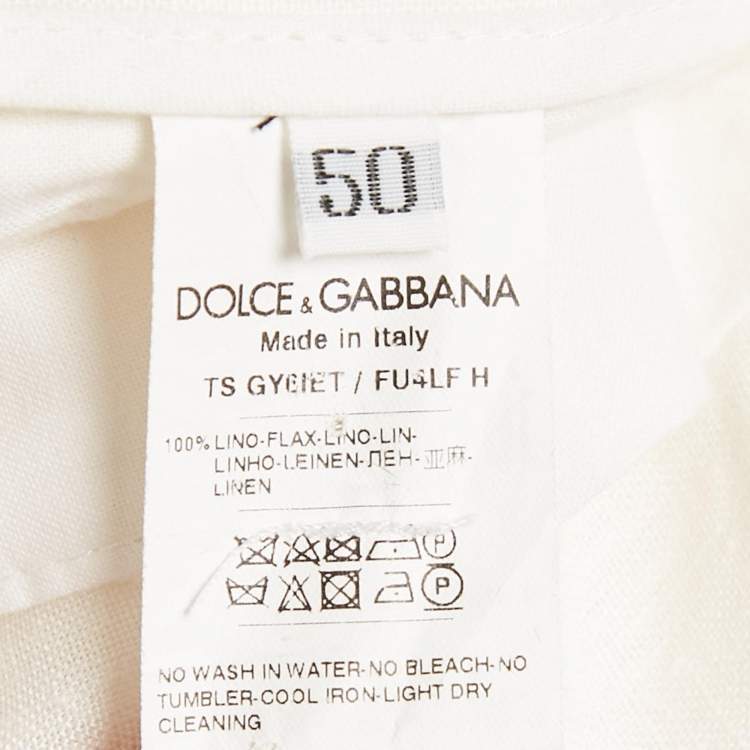 50
DOLCE & GABBANA
Made in Italy
TS GY6IET / FU4LF H
100% LINO-FLAX-LINO-LIN-
LINHO-LEINEN-ЛЕН-亚麻-
LINEN
P
P
NO WASH IN WATER-NO BLEACH-NO
TUMBLER-COOL IRON-LIGHT DRY
CLEANING